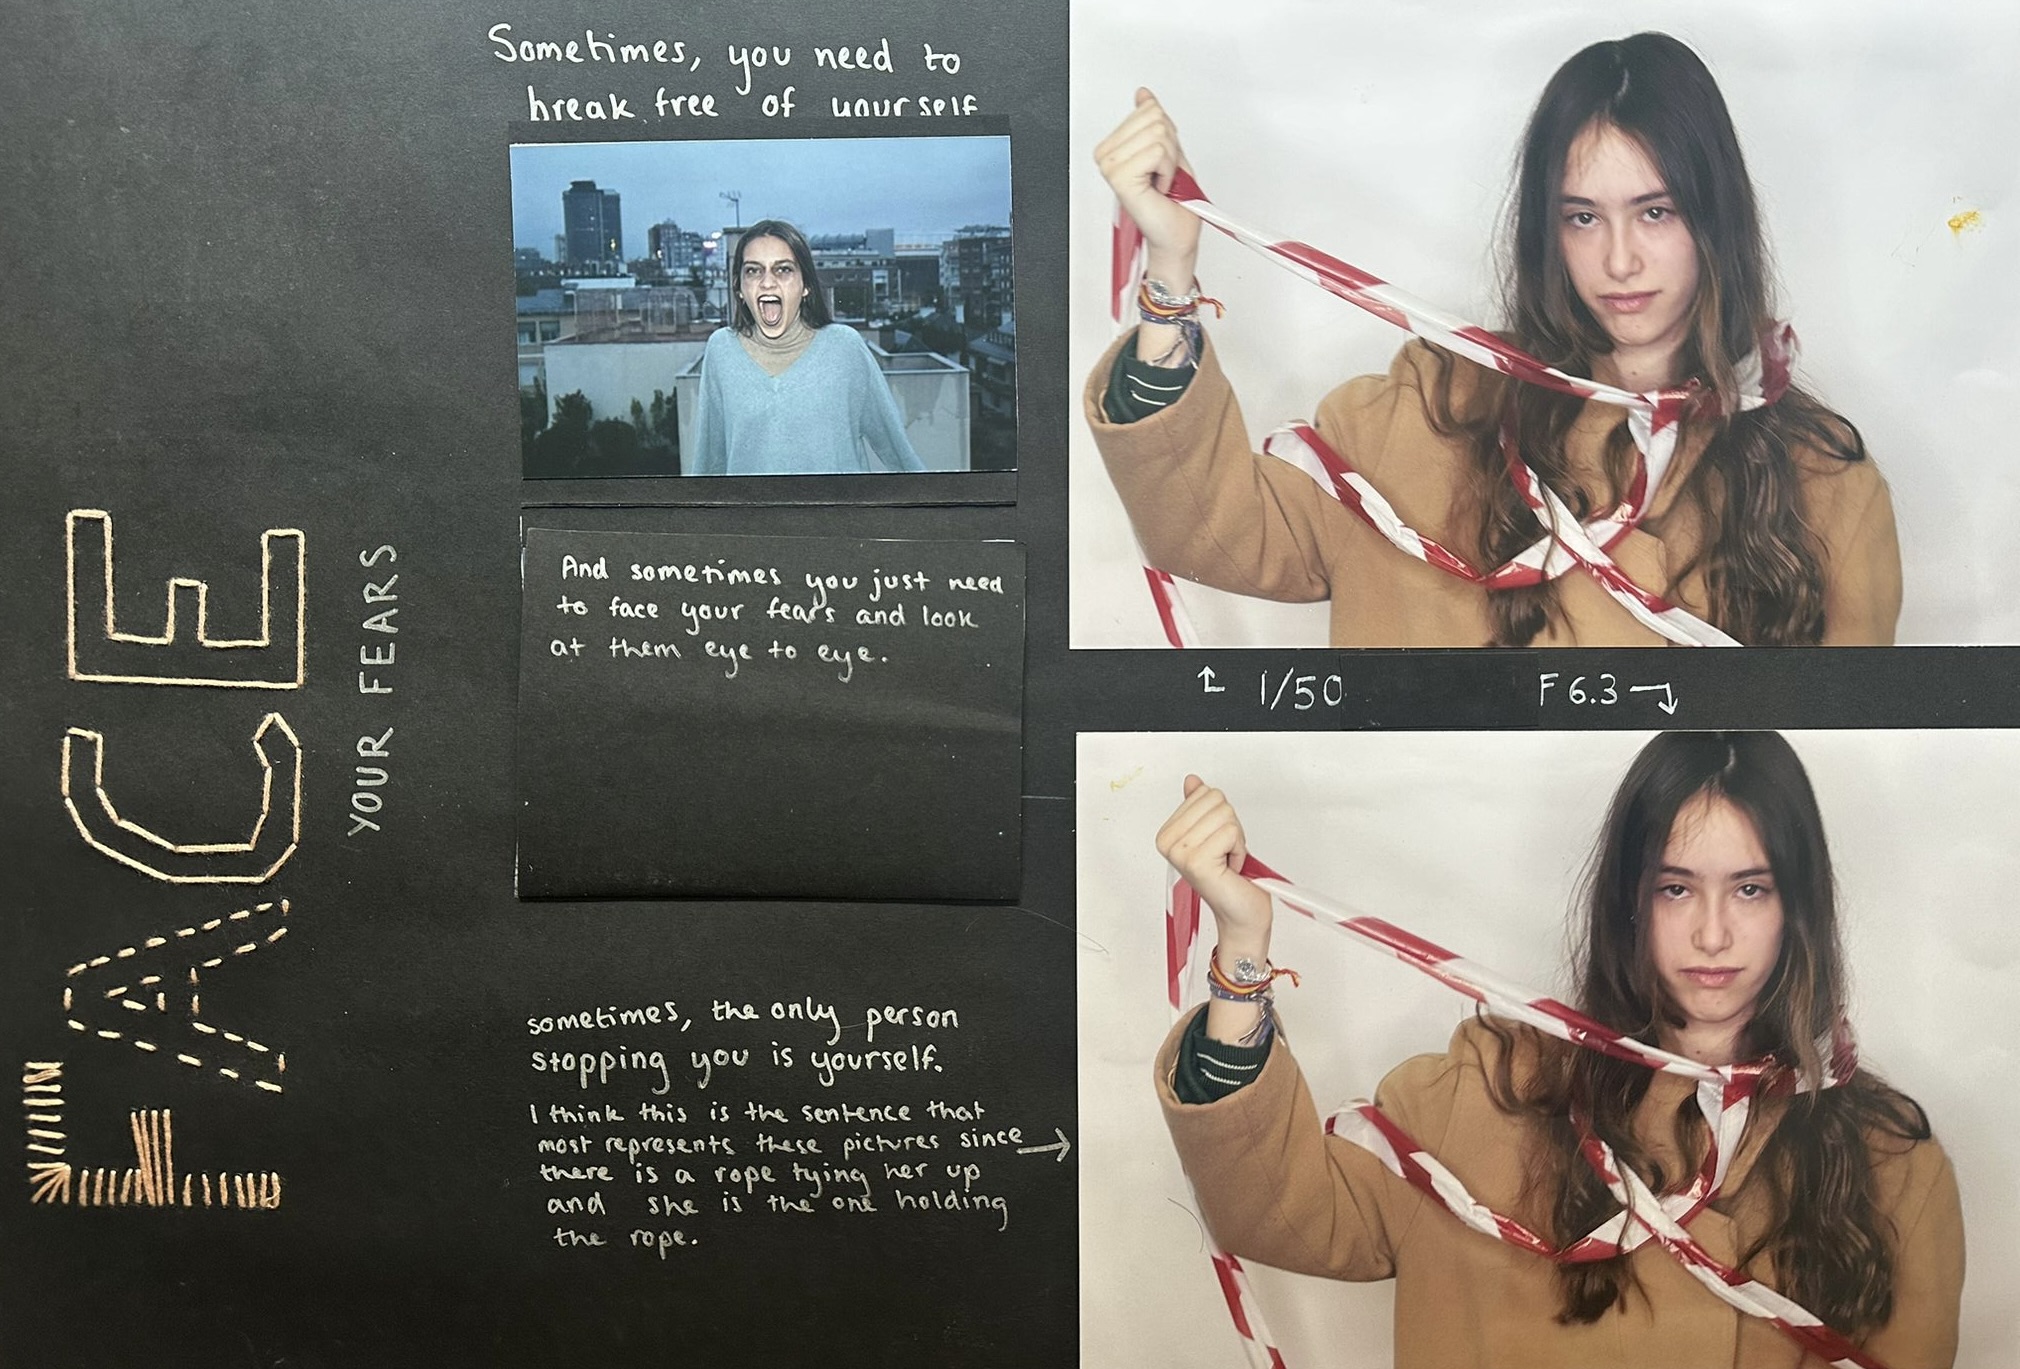 FACE
YOUR FEARS
Sometimes, you need to
break free of yourself
And sometimes you just need
to face your fears and look
at them eye to eye.
sometimes, the only person
stopping you is yourself.
I think this is the sentence that
most represents these pictures since →
there is a rope tying her up
and she is the one holding
the rope.
↑ 1/50 F 6.3 →